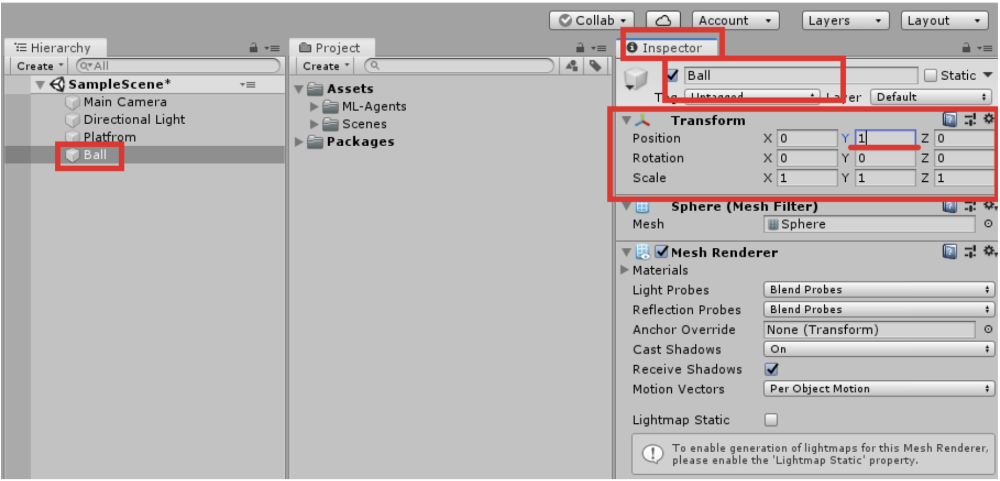 Collab
Account
Layers
Layout
Hierarchy
Create
All
SampleScene*
Main Camera
Directional Light
Platfrom
Ball
Project
Create
Assets
ML-Agents
Scenes
Packages
Inspector
Ball
Static
Tag Untagged Layer Default
Transform
Position X 0 Y 1 Z 0
Rotation X 0 Y 0 Z 0
Scale X 1 Y 1 Z 1
Sphere (Mesh Filter)
Mesh Sphere
Mesh Renderer
Materials
Light Probes Blend Probes
Reflection Probes Blend Probes
Anchor Override None (Transform)
Cast Shadows On
Receive Shadows
Motion Vectors Per Object Motion
Lightmap Static
To enable generation of lightmaps for this Mesh Renderer,
please enable the 'Lightmap Static' property.